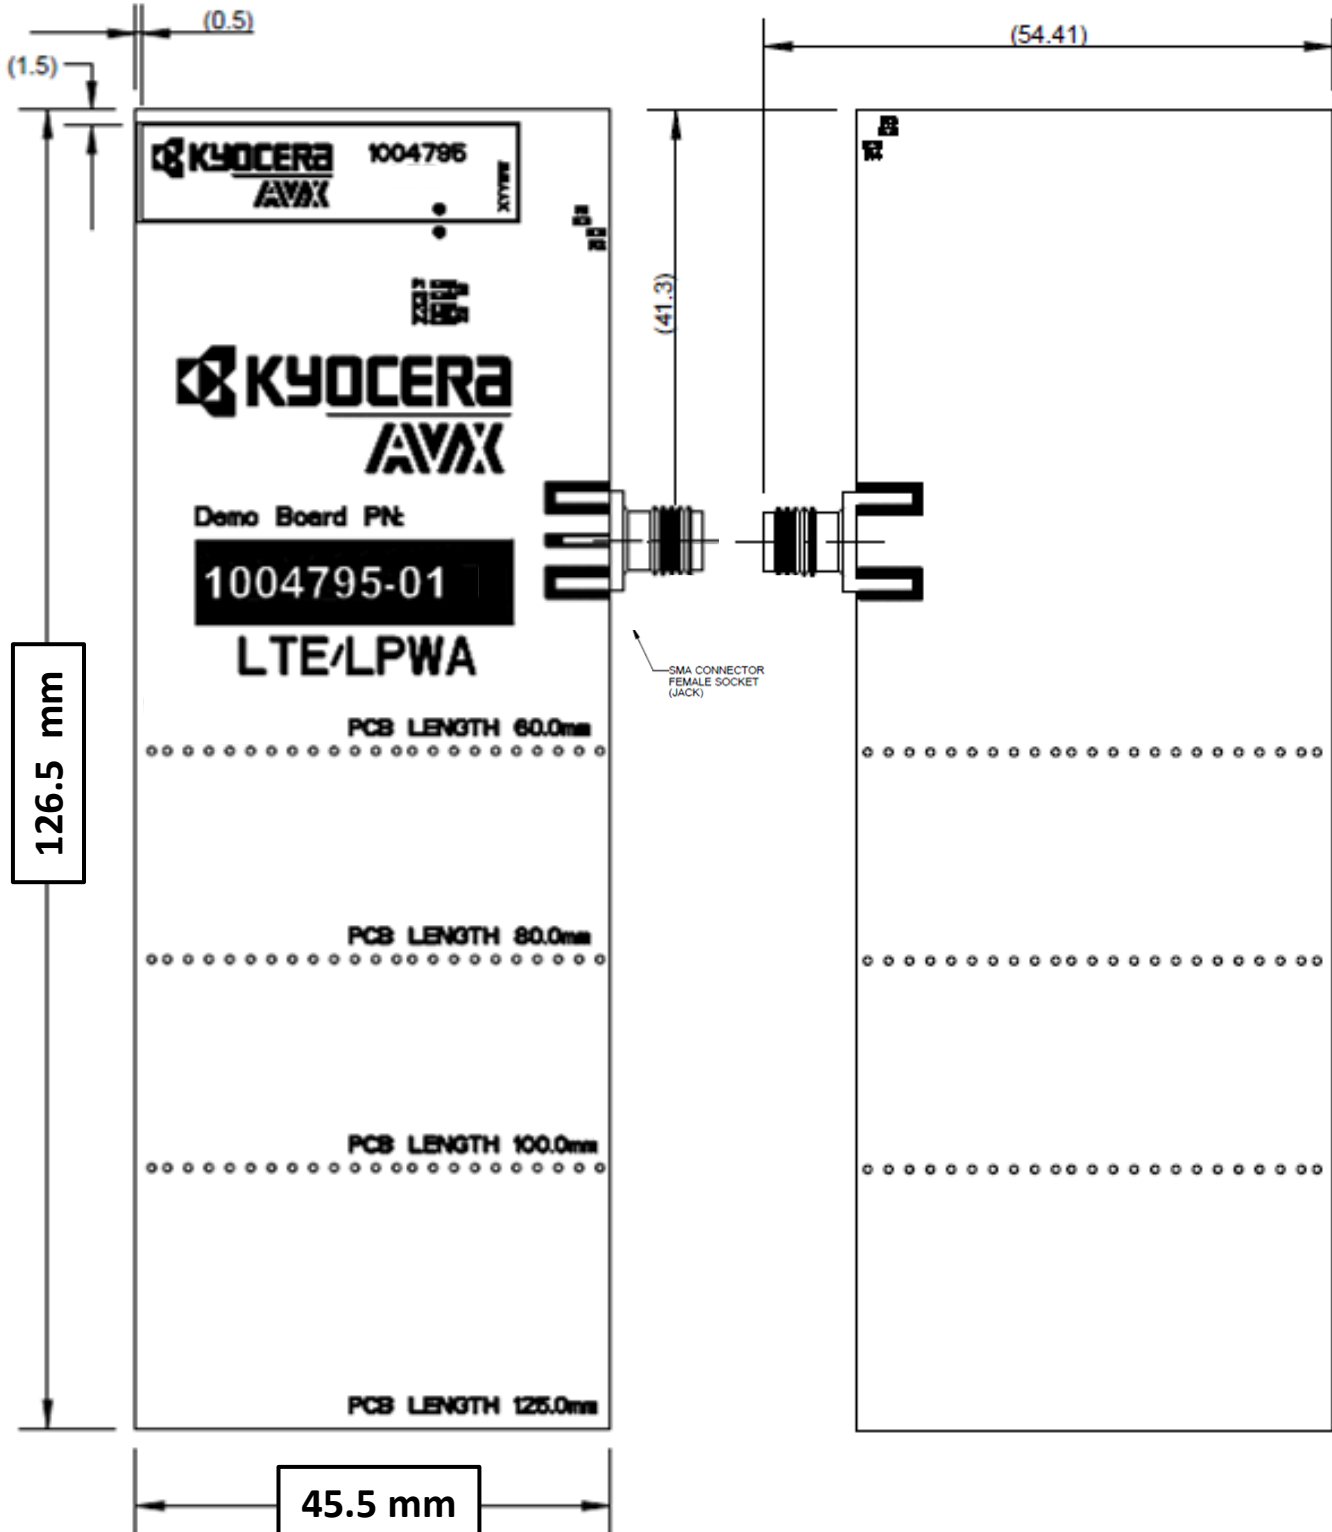 (0.5)
(54.41)
(1.5)
KYOCERA
AVX
1004795
(41.3)
KYOCERA
AVX
Demo Board PN:
1004795-01
LTE/LPWA
SMA CONNECTOR
FEMALE SOCKET
(JACK)
126.5 mm
PCB LENGTH 60.0mm
PCB LENGTH 80.0mm
PCB LENGTH 100.0mm
PCB LENGTH 125.0mm
45.5 mm